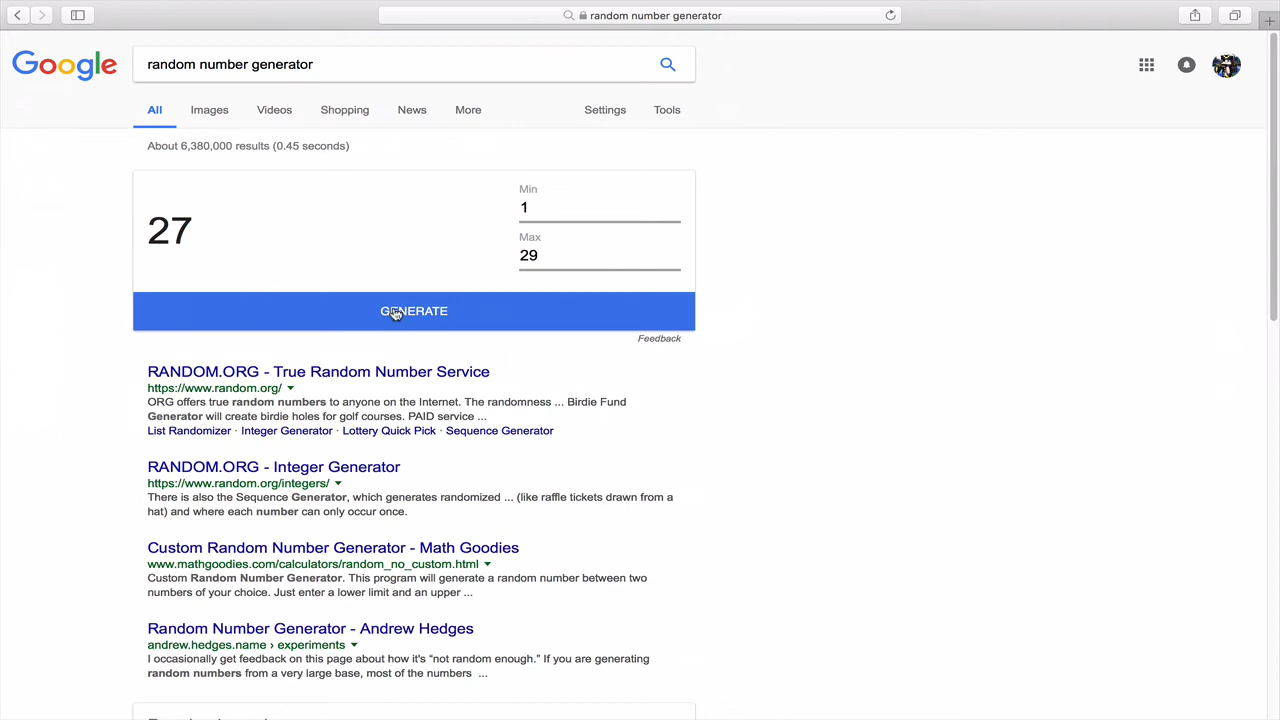 random number generator
Google
random number generator
All Images Videos Shopping News More Settings Tools
About 6,380,000 results (0.45 seconds)
27
Min
1
Max
29
GENERATE
Feedback
RANDOM.ORG - True Random Number Service
https://www.random.org/
ORG offers true random numbers to anyone on the Internet. The randomness ... Birdie Fund
Generator will create birdie holes for golf courses. PAID service ...
List Randomizer · Integer Generator · Lottery Quick Pick · Sequence Generator
RANDOM.ORG - Integer Generator
https://www.random.org/integers/
There is also the Sequence Generator, which generates randomized ... (like raffle tickets drawn from a
hat) and where each number can only occur once.
Custom Random Number Generator - Math Goodies
www.mathgoodies.com/calculators/random_no_custom.html
Custom Random Number Generator. This program will generate a random number between two
numbers of your choice. Just enter a lower limit and an upper ...
Random Number Generator - Andrew Hedges
andrew.hedges.name › experiments
I occasionally get feedback on this page about how it's “not random enough.” If you are generating
random numbers from a very large base, most of the numbers ...